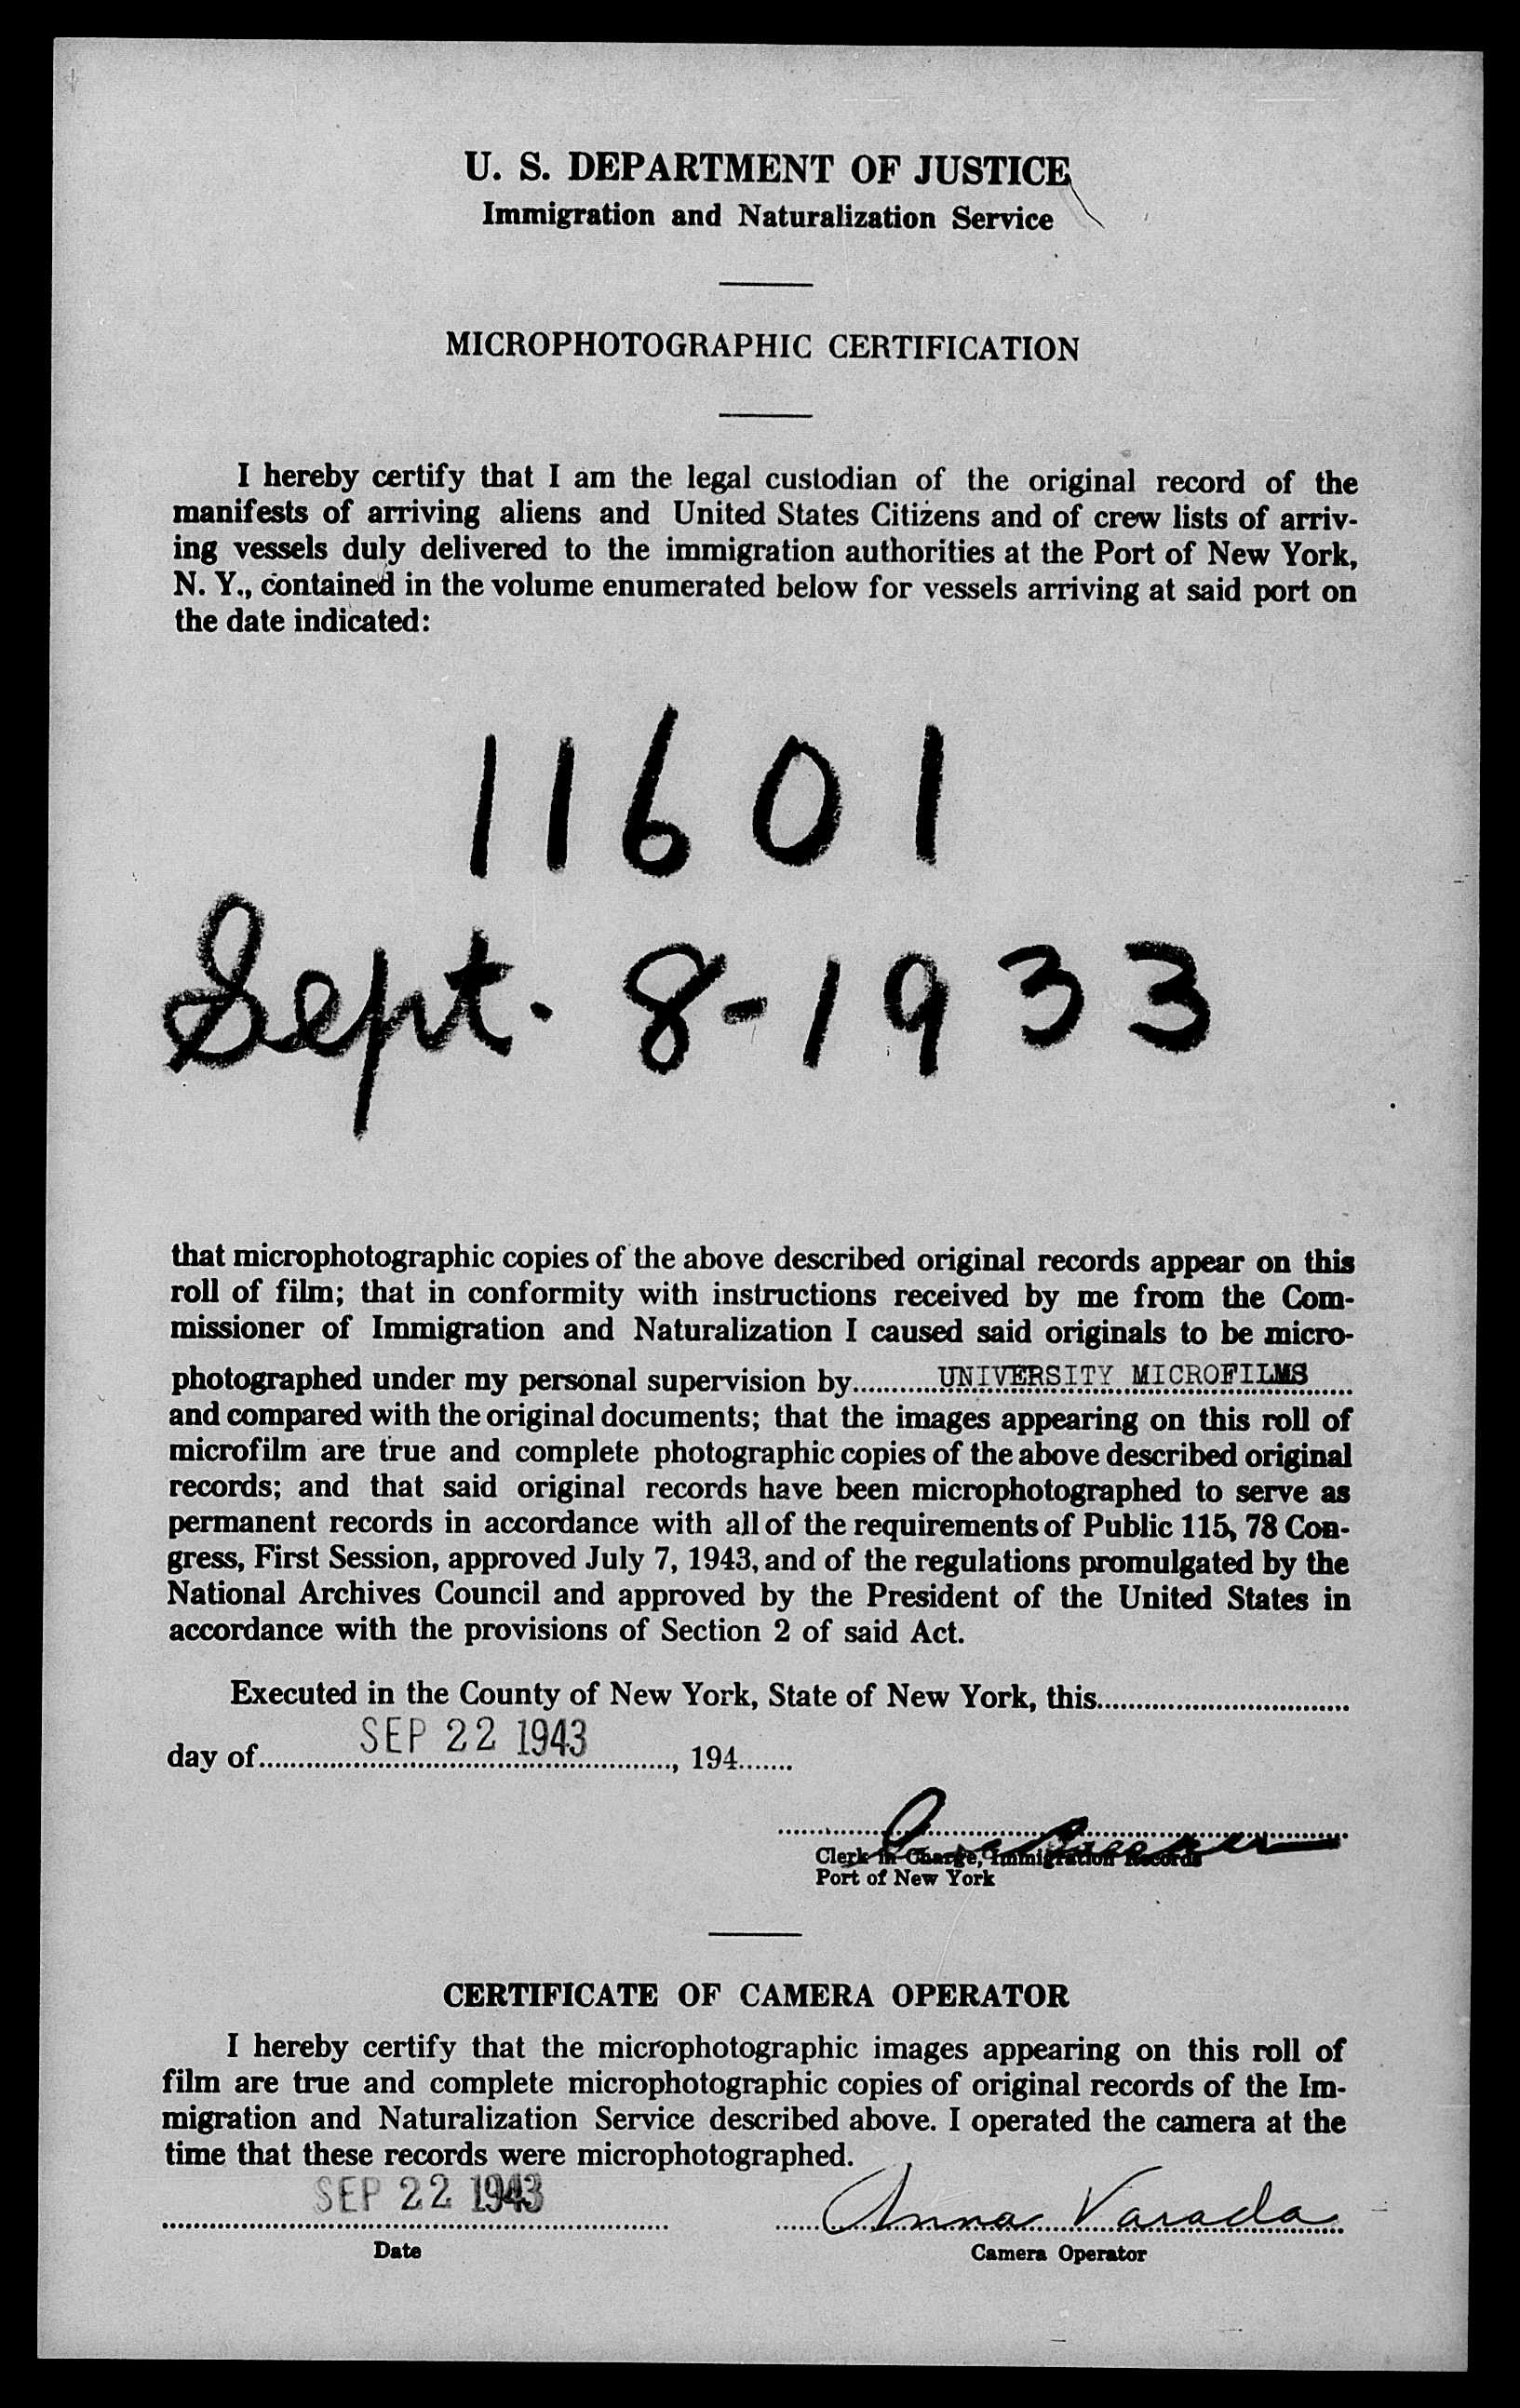 U. S. DEPARTMENT OF JUSTICE
Immigration and Naturalization Service
MICROPHOTOGRAPHIC CERTIFICATION
I hereby certify that I am the legal custodian of the original record of the
manifests of arriving aliens and United States Citizens and of crew lists of arriv-
ing vessels duly delivered to the immigration authorities at the Port of New York,
N. Y., contained in the volume enumerated below for vessels arriving at said port on
the date indicated:
11601
Sept. 8-1933
that microphotographic copies of the above described original records appear on this
roll of film; that in conformity with instructions received by me from the Com-
missioner of Immigration and Naturalization I caused said originals to be micro-
photographed under my personal supervision by...........UNIVERSITY MICROFILMS......
and compared with the original documents; that the images appearing on this roll of
microfilm are true and complete photographic copies of the above described original
records; and that said original records have been microphotographed to serve as
permanent records in accordance with all of the requirements of Public 115, 78 Con-
gress, First Session, approved July 7, 1943, and of the regulations promulgated by the
National Archives Council and approved by the President of the United States in
accordance with the provisions of Section 2 of said Act.
Executed in the County of New York, State of New York, this................................
day of............SEP 22 1943............, 194.......
Clerk in Charge, Immigration Records
Port of New York
CERTIFICATE OF CAMERA OPERATOR
I hereby certify that the microphotographic images appearing on this roll of
film are true and complete microphotographic copies of original records of the Im-
migration and Naturalization Service described above. I operated the camera at the
time that these records were microphotographed.
SEP 22 1943 Anna Varada
Date Camera Operator